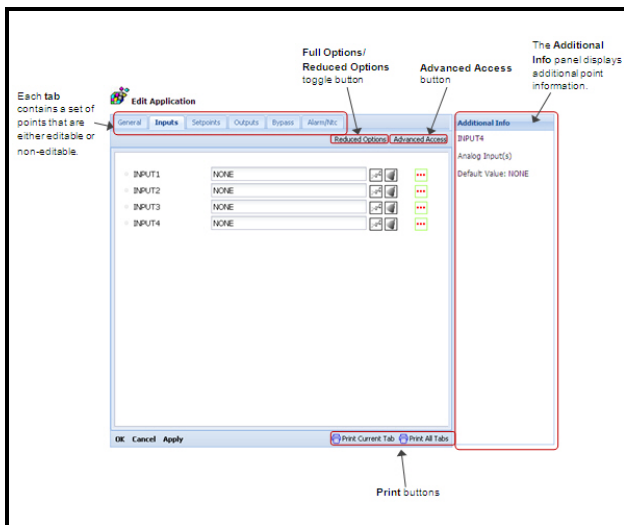 Full Options/
Reduced Options
toggle button
Advanced Access
button
The Additional
Info panel displays
additional point
information.
Each tab
contains a set of
points that are
either editable or
non-editable.
Edit Application
General Inputs Setpoints Outputs Bypass Alarm/Ntc
Reduced Options Advanced Access
Additional Info
INPUT4
Analog Input(s)
Default Value: NONE
INPUT1 NONE
INPUT2 NONE
INPUT3 NONE
INPUT4 NONE
OK Cancel Apply
Print Current Tab Print All Tabs
Print buttons